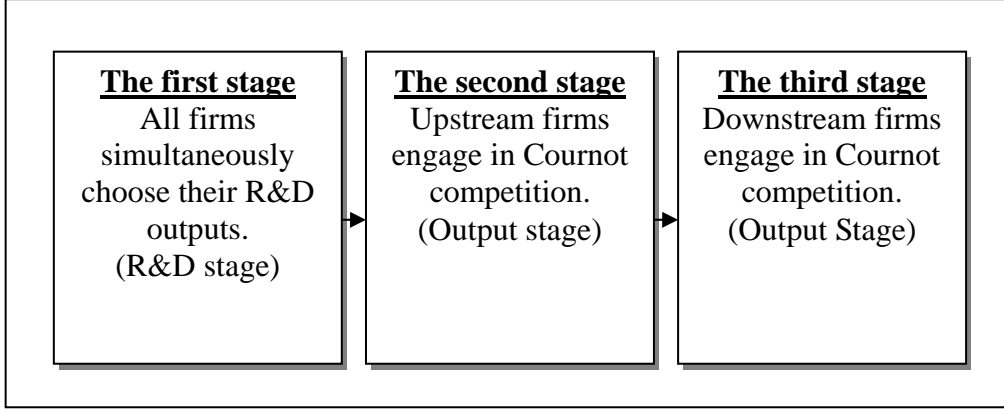 The first stage
All firms
simultaneously
choose their R&D
outputs.
(R&D stage)
The second stage
Upstream firms
engage in Cournot
competition.
(Output stage)
The third stage
Downstream firms
engage in Cournot
competition.
(Output Stage)